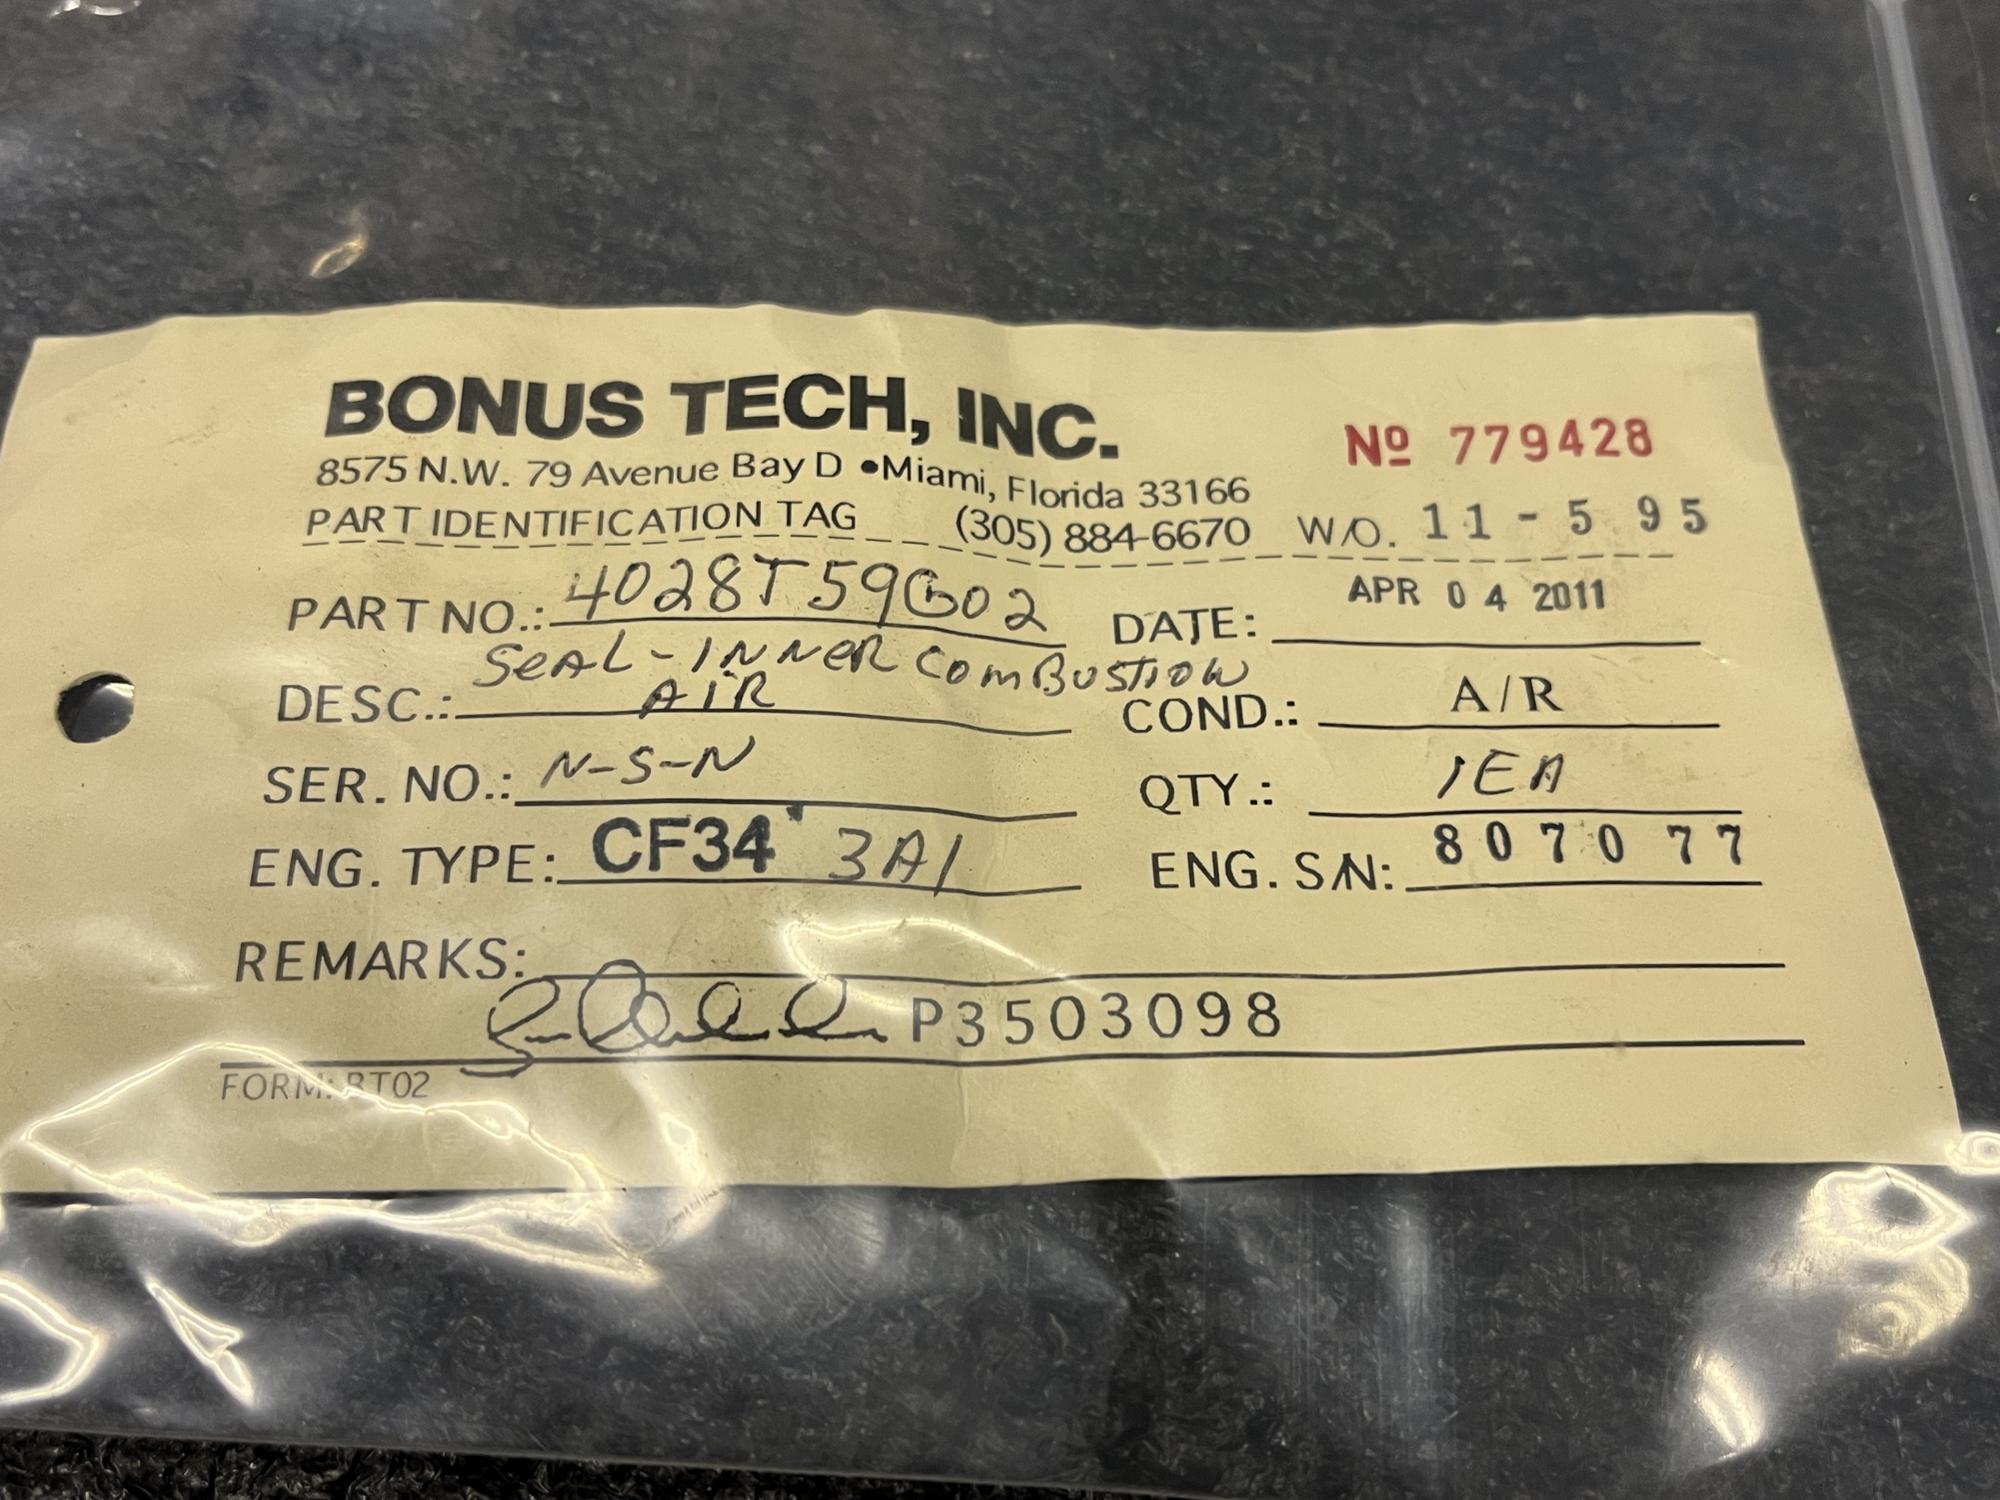 BONUS TECH, INC.
8575 N.W. 79 Avenue Bay D •Miami, Florida 33166
Nº 779428
PART IDENTIFICATION TAG (305) 884-6670 W/O. 11-5 95
PART NO.: 4028T59G02 DATE: APR 04 2011
DESC.: SEAL-INNER COMBUSTION AIR
COND.: A/R
SER. NO.: N-S-N QTY.: 1EA
ENG. TYPE: CF34 3A1 ENG. S/N: 8070 77
REMARKS:
P3503098
FORM: BT02